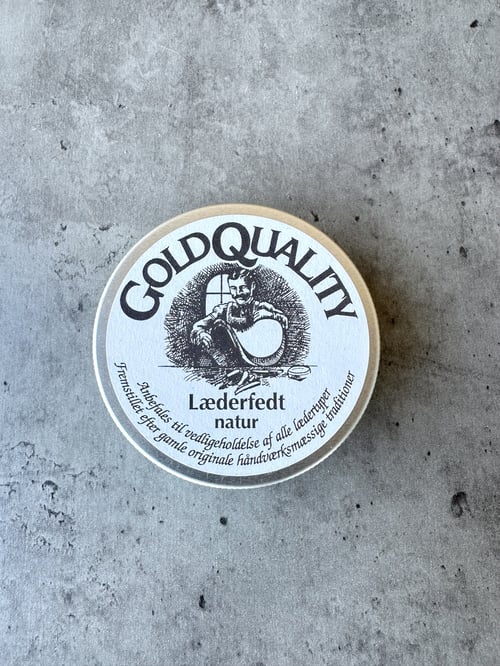 GOLDQUALITY
Læderfedt
natur
Anbefales til vedligeholdelse af alle lædertyper
Fremstillet efter gamle originale håndværksmæssige traditioner